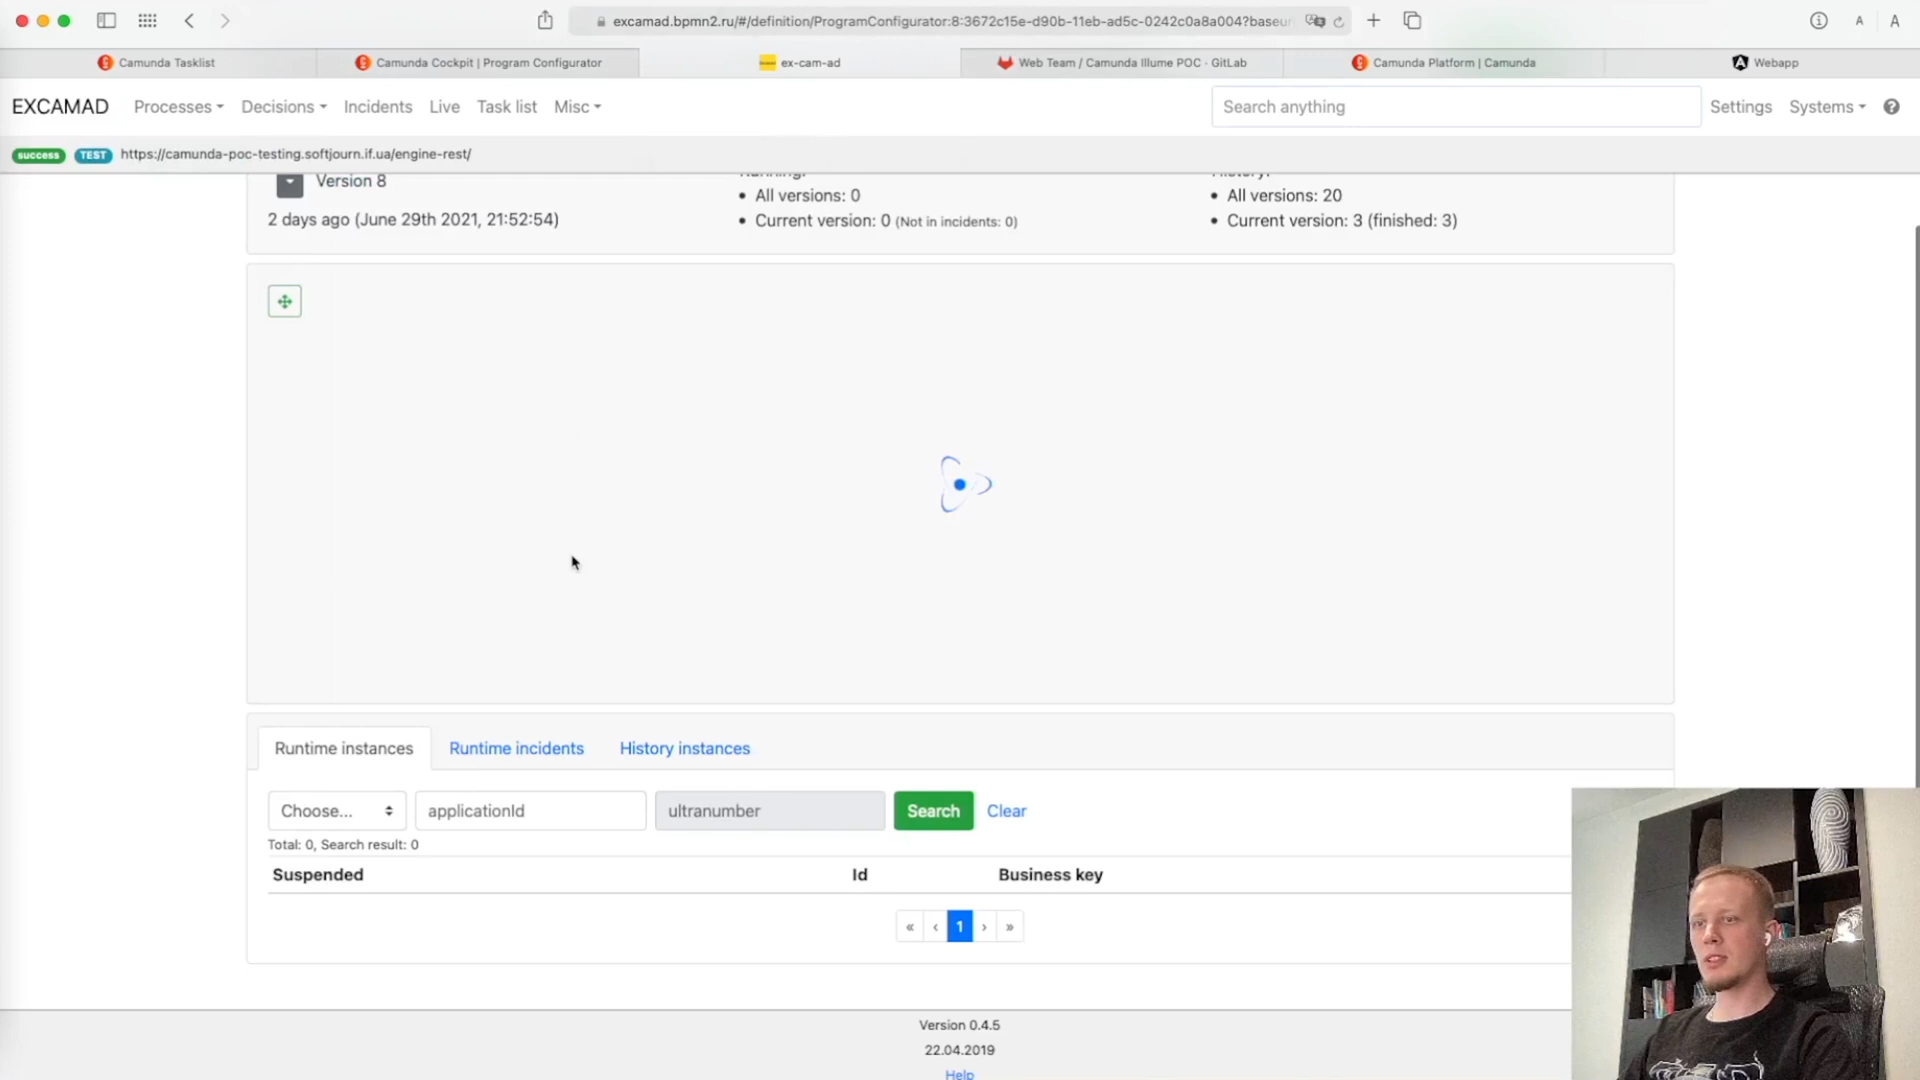 excamad.bpmn2.ru/#/definition/ProgramConfigurator:8:3672c15e-d90b-11eb-ad5c-0242c0a8a004?baseur
A A
Camunda Tasklist
Camunda Cockpit | Program Configurator
ex-cam-ad
Web Team / Camunda Illume POC · GitLab
Camunda Platform | Camunda
Webapp
EXCAMAD Processes Decisions Incidents Live Task list Misc Search anything Settings Systems
success TEST https://camunda-poc-testing.softjourn.if.ua/engine-rest/
Version 8
2 days ago (June 29th 2021, 21:52:54)
• All versions: 0
• Current version: 0 (Not in incidents: 0)
• All versions: 20
• Current version: 3 (finished: 3)
Runtime instances Runtime incidents History instances
Choose... applicationId ultranumber Search Clear
Total: 0, Search result: 0
Suspended Id Business key
« ‹ 1 › »
Version 0.4.5
22.04.2019
Help